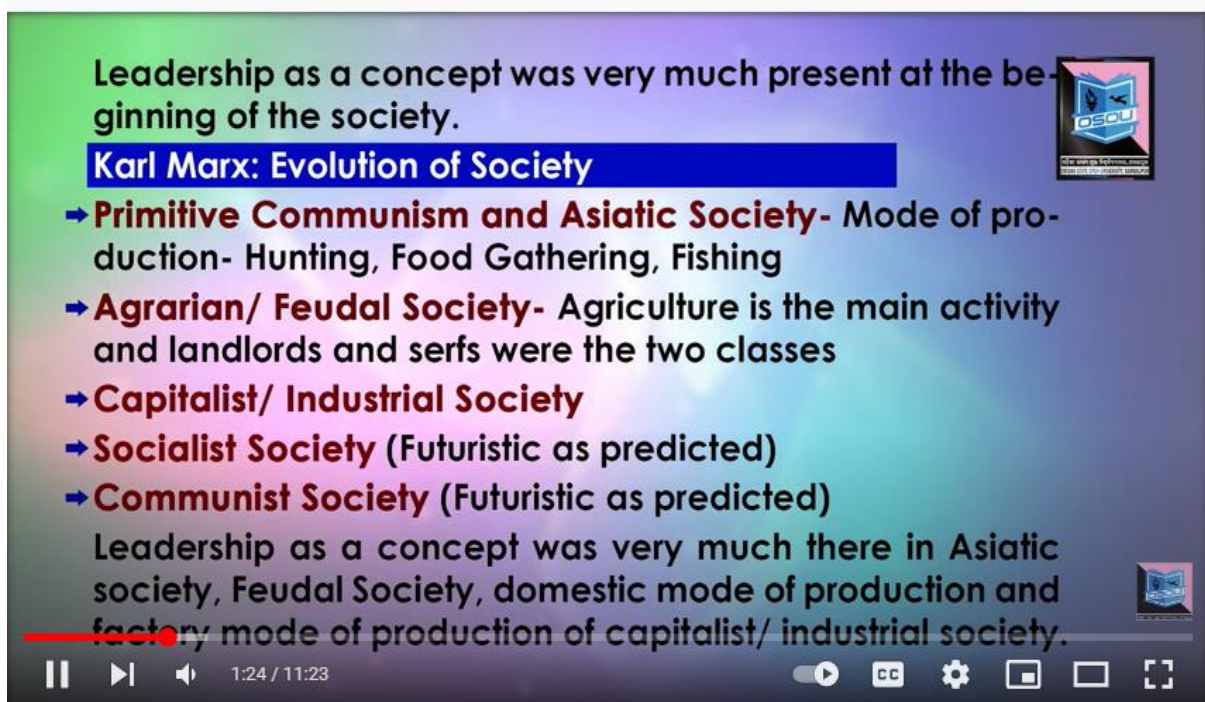 Leadership as a concept was very much present at the be-
ginning of the society.
OSOU
Karl Marx: Evolution of Society
➡Primitive Communism and Asiatic Society- Mode of pro-
duction- Hunting, Food Gathering, Fishing
➡Agrarian/ Feudal Society- Agriculture is the main activity
and landlords and serfs were the two classes
➡Capitalist/ Industrial Society
➡Socialist Society (Futuristic as predicted)
➡Communist Society (Futuristic as predicted)
Leadership as a concept was very much there in Asiatic
society, Feudal Society, domestic mode of production and
factory mode of production of capitalist/ industrial society.
OSOU
1:24 / 11:23
CC